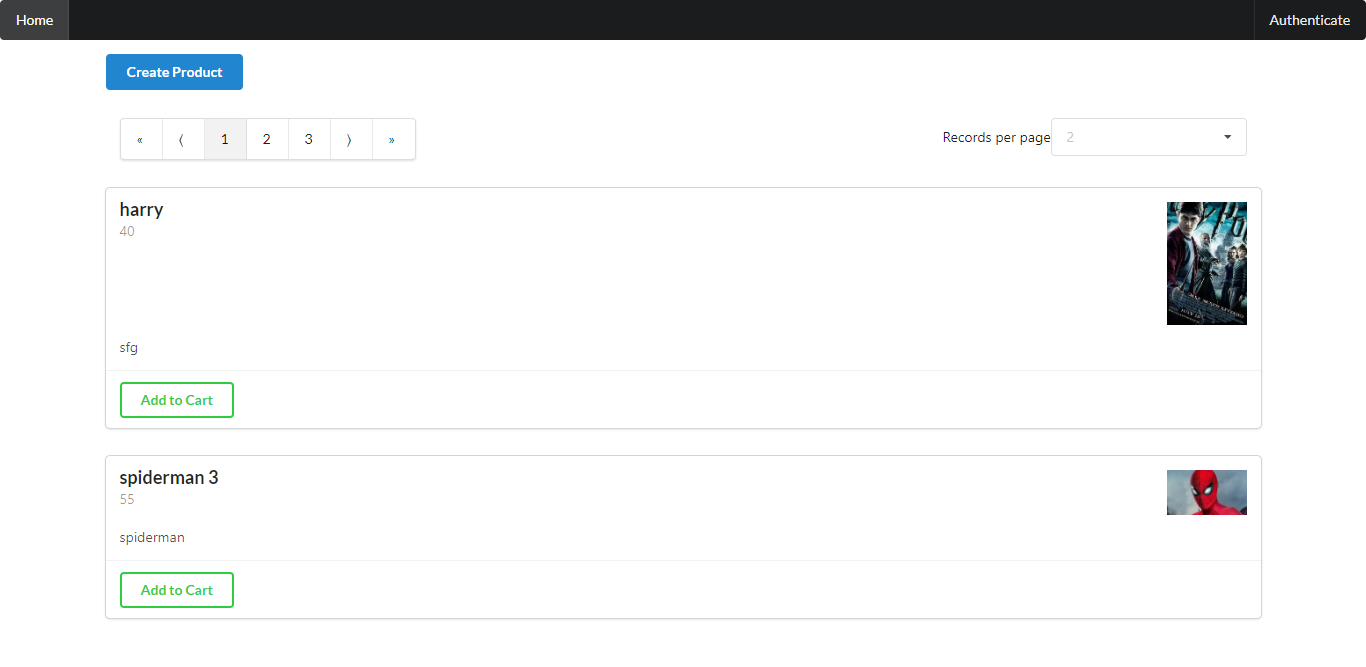 Home Authenticate
Create Product
« ⟨ 1 2 3 ⟩ » Records per page 2
harry
40
sfg
Add to Cart
spiderman 3
55
spiderman
Add to Cart